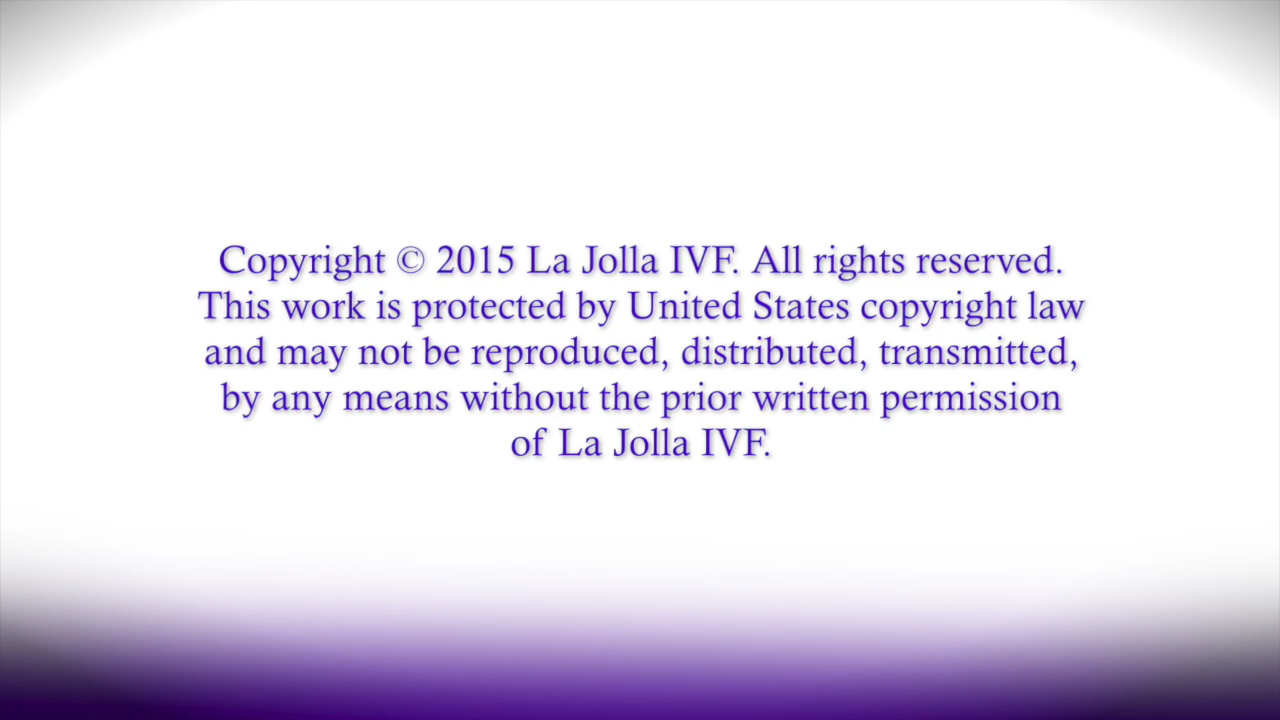 Copyright © 2015 La Jolla IVF. All rights reserved.
This work is protected by United States copyright law
and may not be reproduced, distributed, transmitted,
by any means without the prior written permission
of La Jolla IVF.